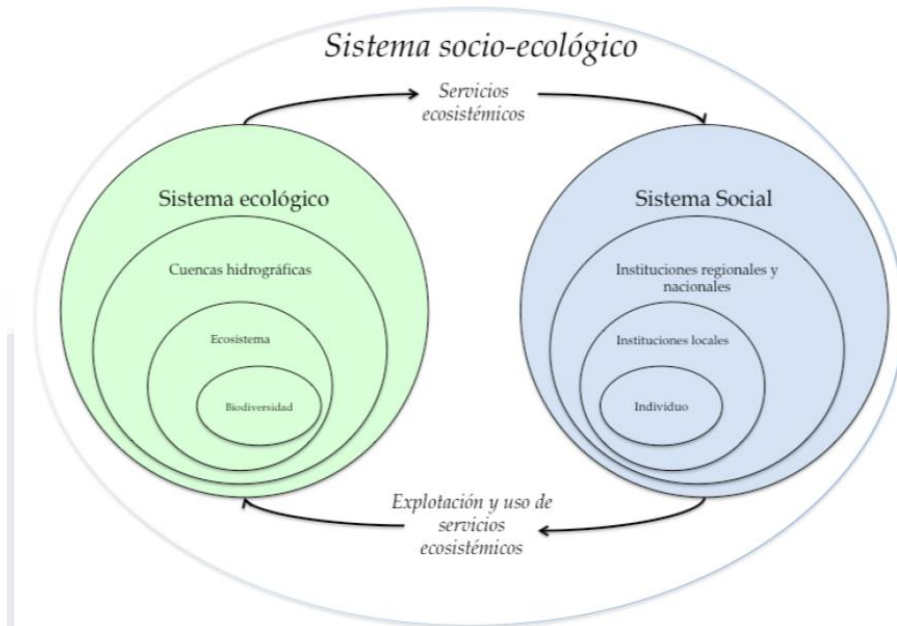 Sistema socio-ecológico
Servicios
ecosistémicos
Sistema ecológico
Cuencas hidrográficas
Ecosistema
Biodiversidad
Sistema Social
Instituciones regionales y
nacionales
Instituciones locales
Individuo
Explotación y uso de
servicios
ecosistémicos